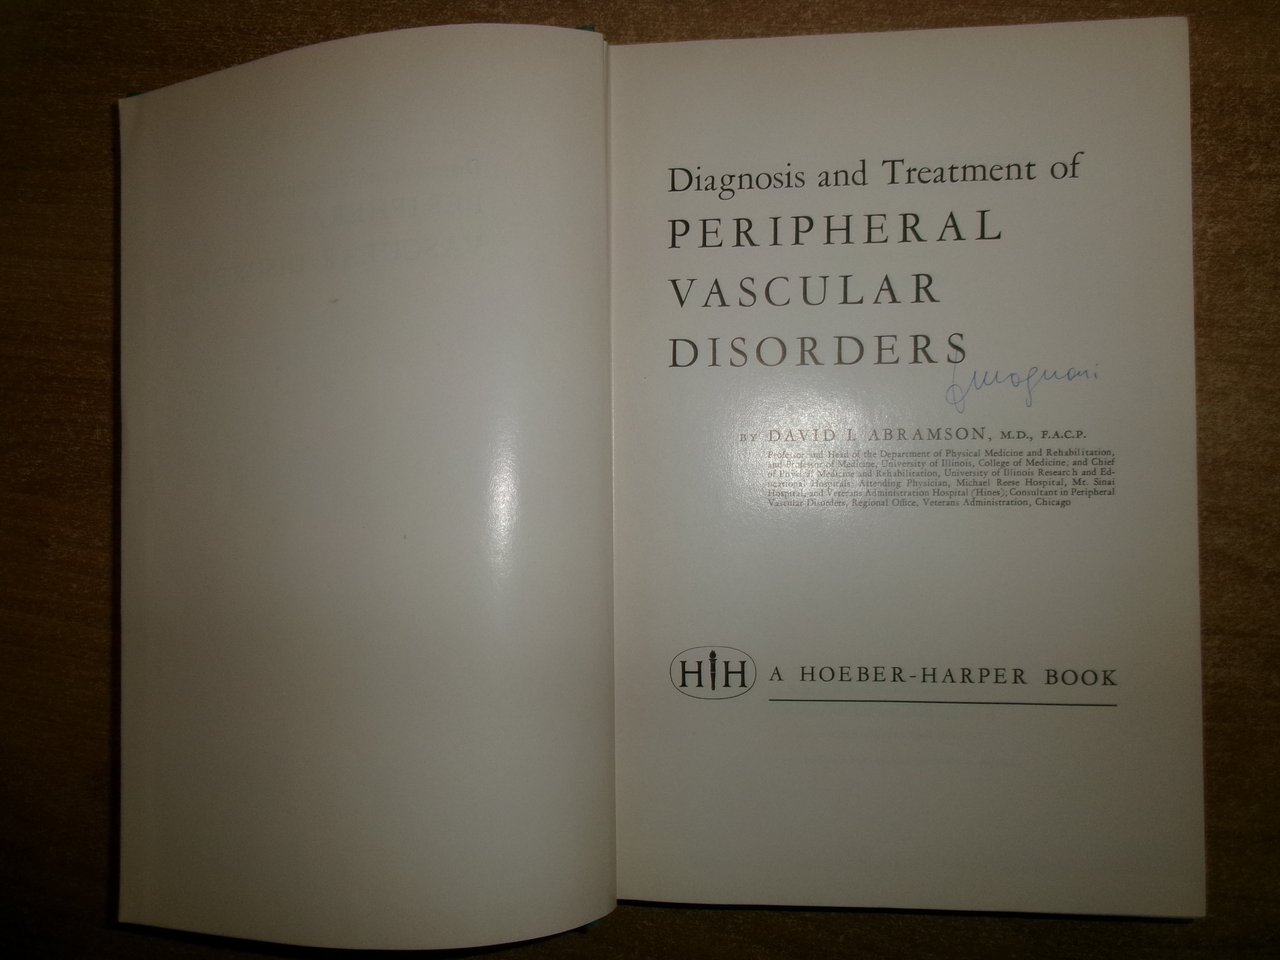 Diagnosis and Treatment of
PERIPHERAL
VASCULAR
DISORDERS
BY DAVID I. ABRAMSON, M.D., F.A.C.P.
Professor and Head of the Department of Physical Medicine and Rehabilitation,
and Professor of Medicine, University of Illinois, College of Medicine, and Chief
of Physical Medicine and Rehabilitation, University of Illinois Research and Ed-
ucational Hospitals; Attending Physician, Michael Reese Hospital, Mt. Sinai
Hospital, and Veterans Administration Hospital (Hines); Consultant in Peripheral
Vascular Disorders, Regional Office, Veterans Administration, Chicago
HH A HOEBER-HARPER BOOK